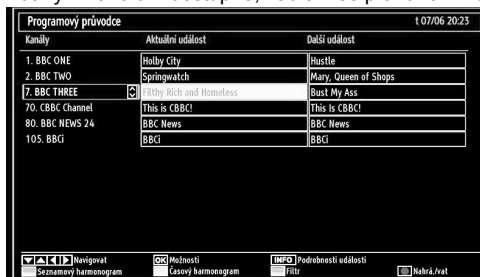 Programový průvodce t 07/06 20:23
Kanály Aktuální událost Další událost
1. BBC ONE Holby City Hustle
2. BBC TWO Springwatch Mary, Queen of Shops
7. BBC THREE Filthy Rich and Homeless Bust My Ass
70. CBBC Channel This is CBBC! This Is CBBC!
80. BBC NEWS 24 BBC News BBC News
105. BBCi BBCi BBCi
Navigovat OK Možnosti INFO Podrobnosti události
Seznamový harmonogram Časový harmonogram Filtr Nahrá./vat